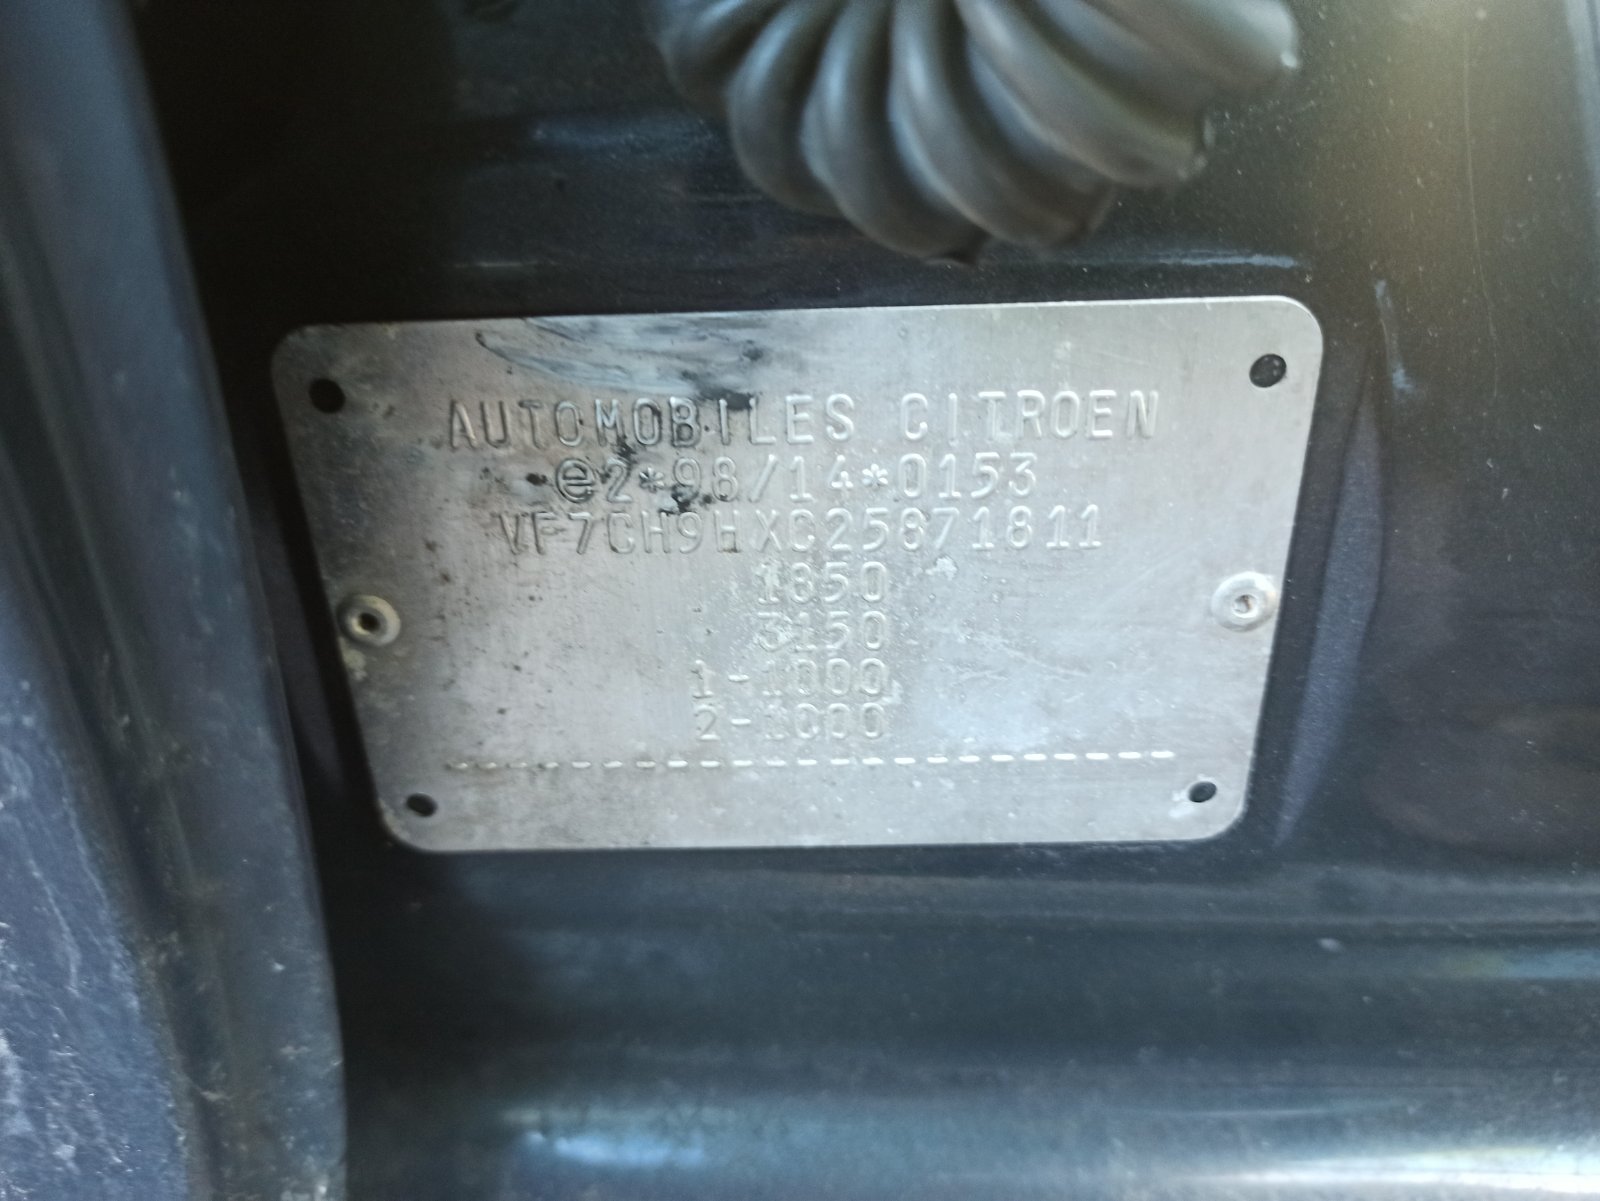 AUTOMOBILES CITROEN
e2*98/14*0153
VF7CH9HXC25871811
1850
3150
1-1000
2-1000